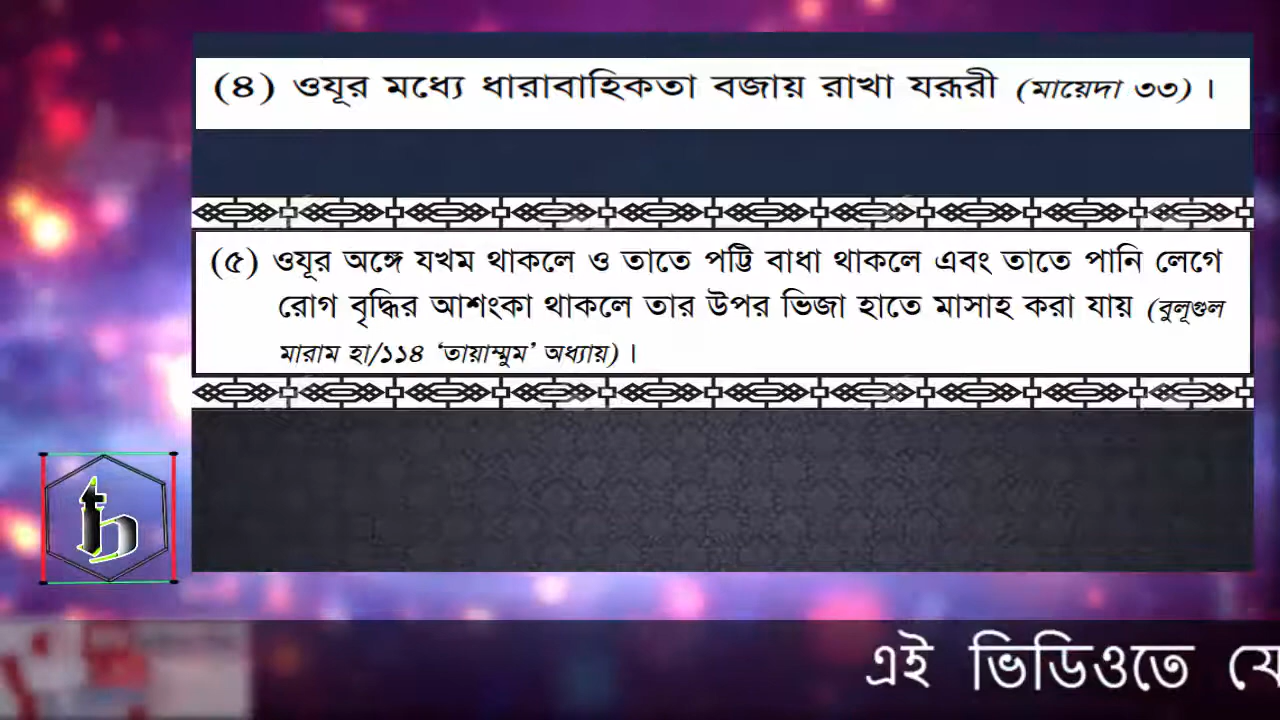 (৪) ওযূর মধ্যে ধারাবাহিকতা বজায় রাখা যরূরী (মায়েদা ৩৩)।
(৫) ওযূর অঙ্গে যখম থাকলে ও তাতে পট্টি বাধা থাকলে এবং তাতে পানি লেগে
রোগ বৃদ্ধির আশংকা থাকলে তার উপর ভিজা হাতে মাসাহ করা যায় (বুলূগুল
মারাম হা/১১৪ ‘তায়াম্মুম’ অধ্যায়)।
এই ভিডিওতে